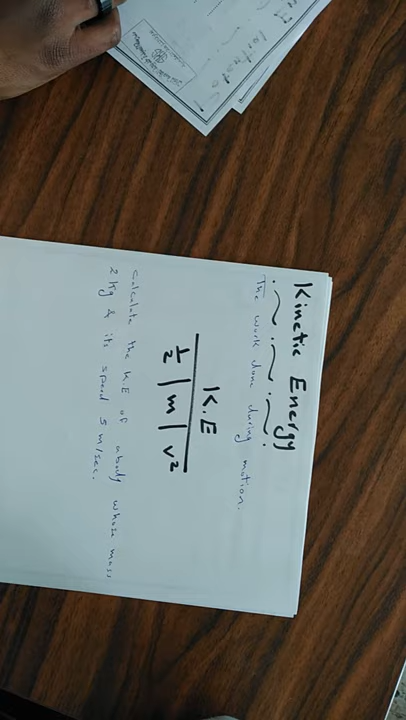 Kinetic Energy
The work done during motion.
K.E
½ | m | v²
Calculate the K.E of a body whose mass
2 Kg & its speed 5 m/sec.